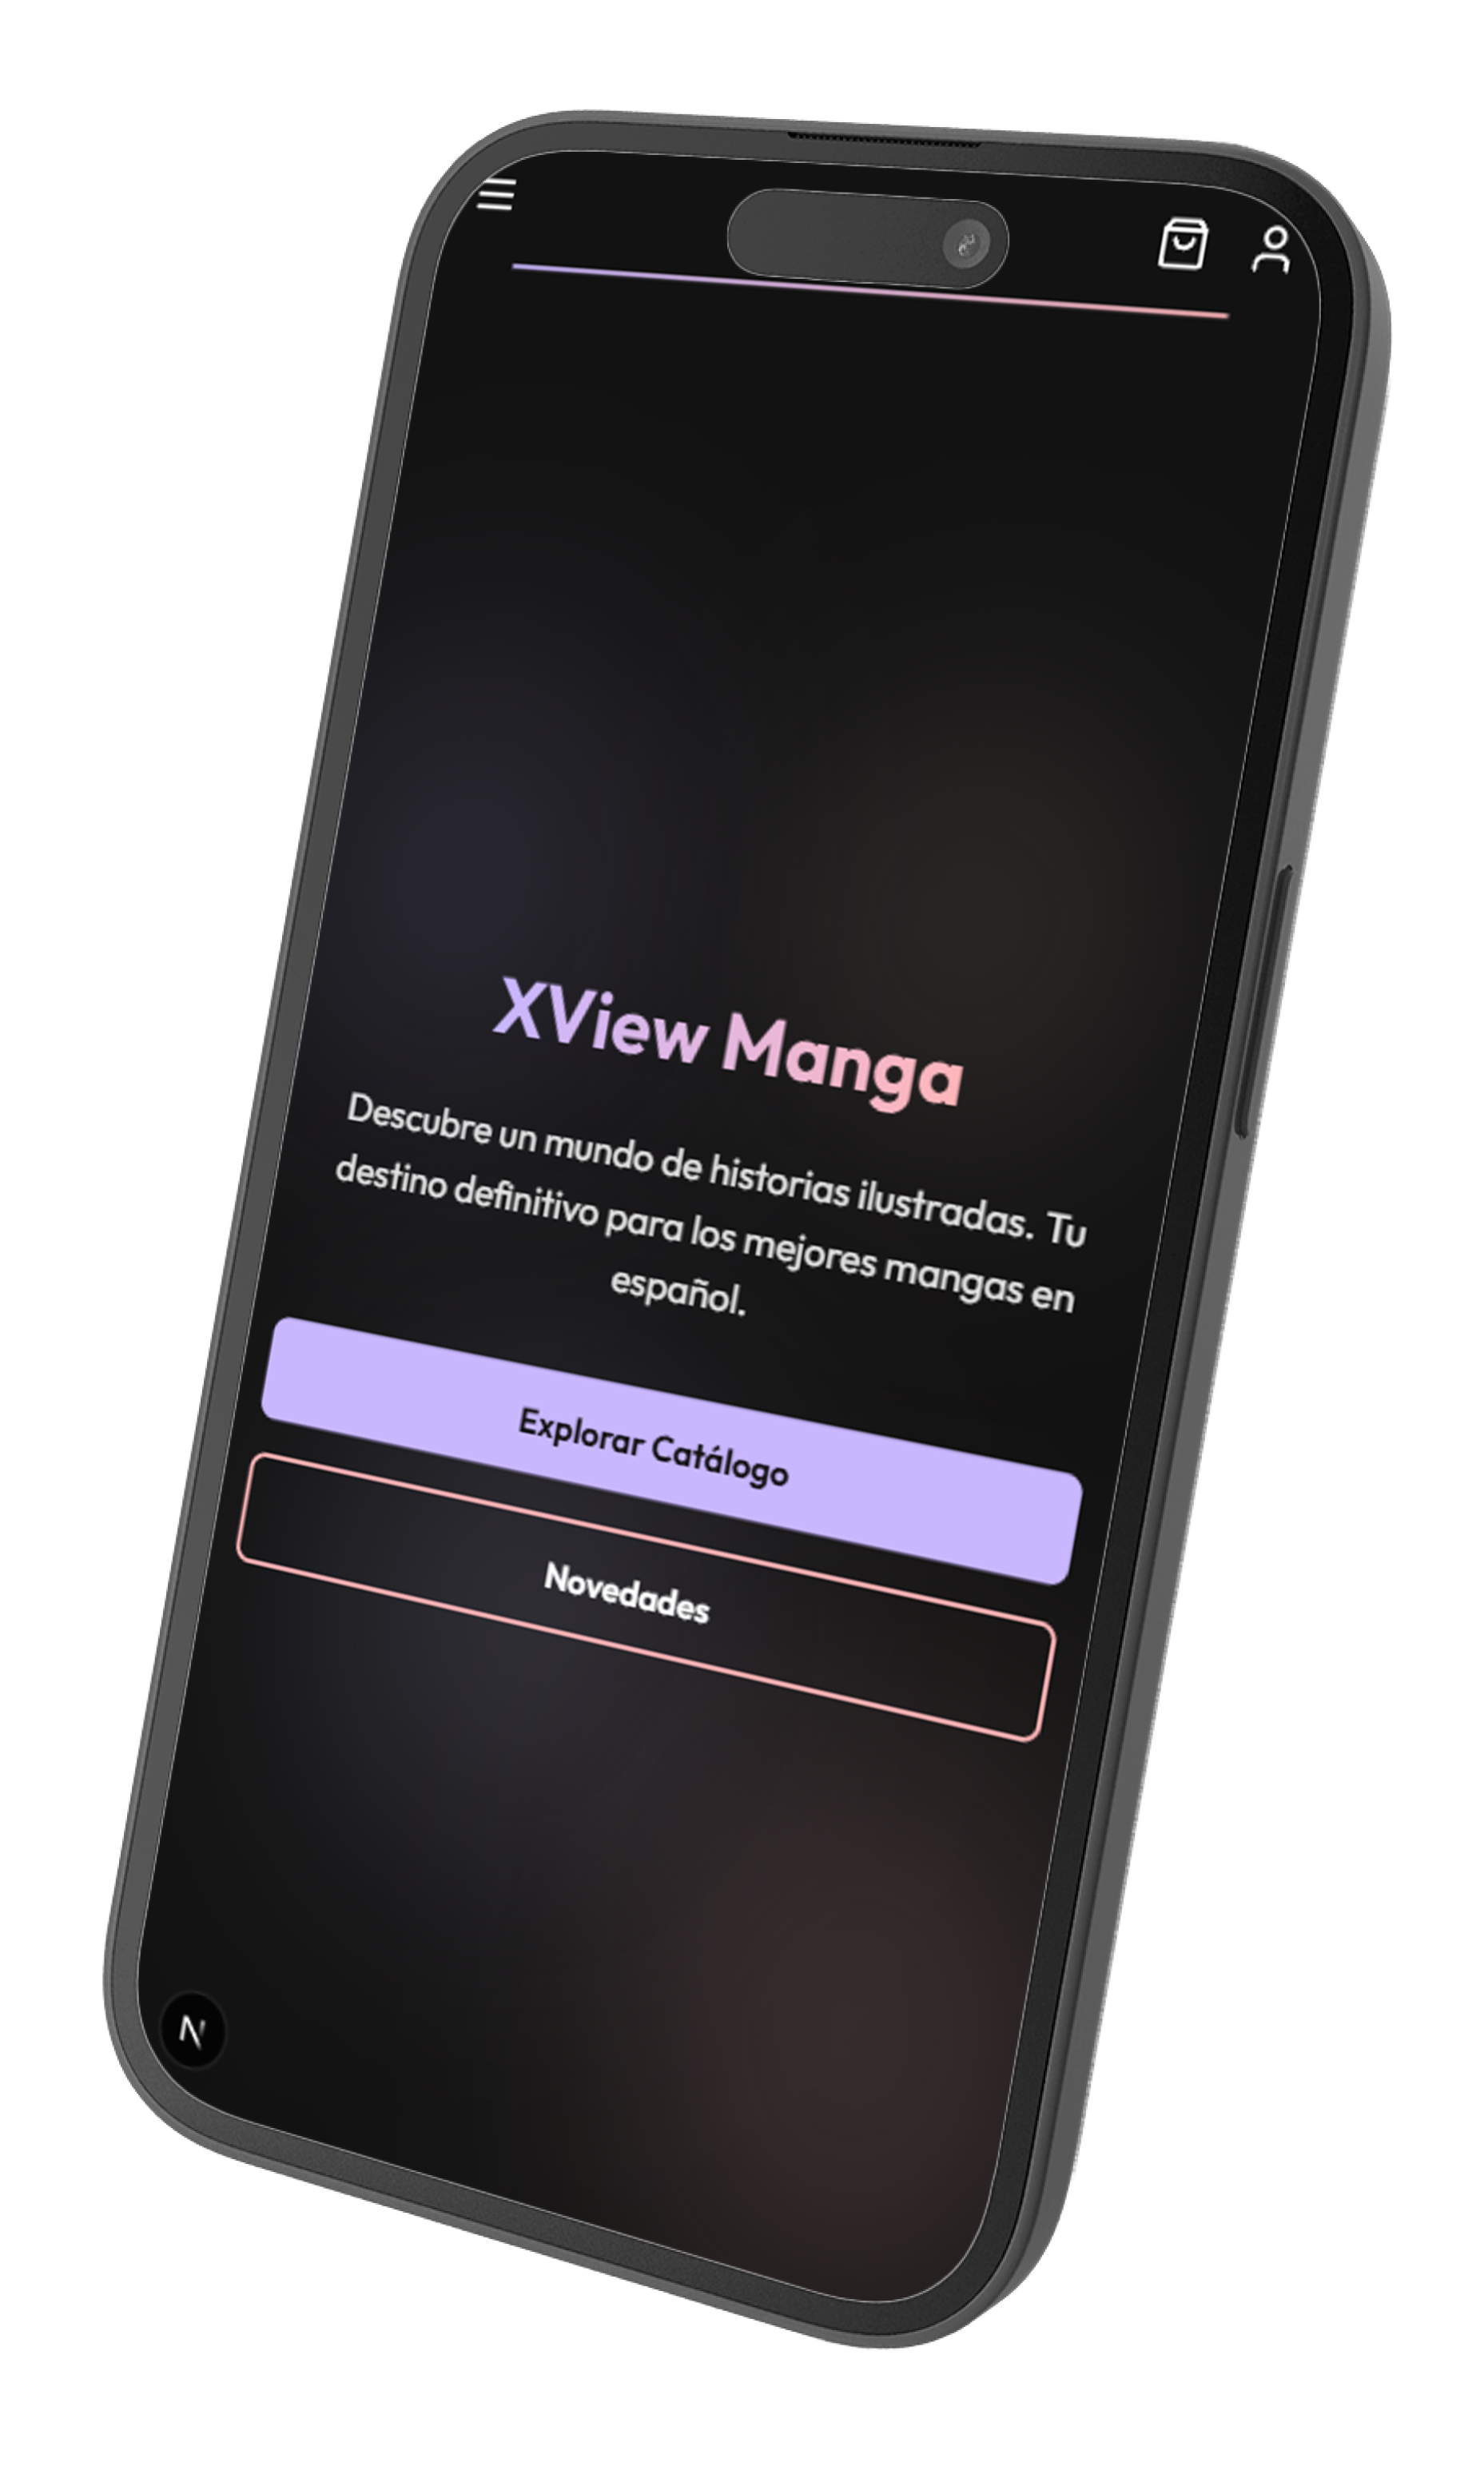 XView Manga
Descubre un mundo de historias ilustradas. Tu
destino definitivo para los mejores mangas en
español.
Explorar Catálogo
Novedades
N